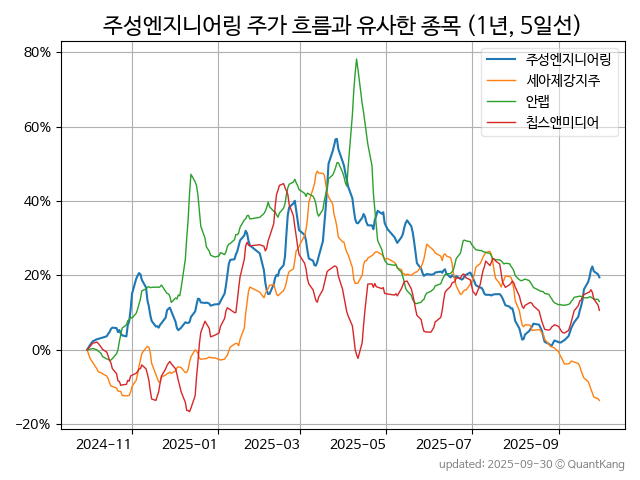 주성엔지니어링 주가 흐름과 유사한 종목 (1년, 5일선)
80%
60%
40%
20%
0%
−20%
주성엔지니어링
세아제강지주
안랩
칩스앤미디어
2024-11 2025-01 2025-03 2025-05 2025-07 2025-09
updated: 2025-09-30 © QuantKang